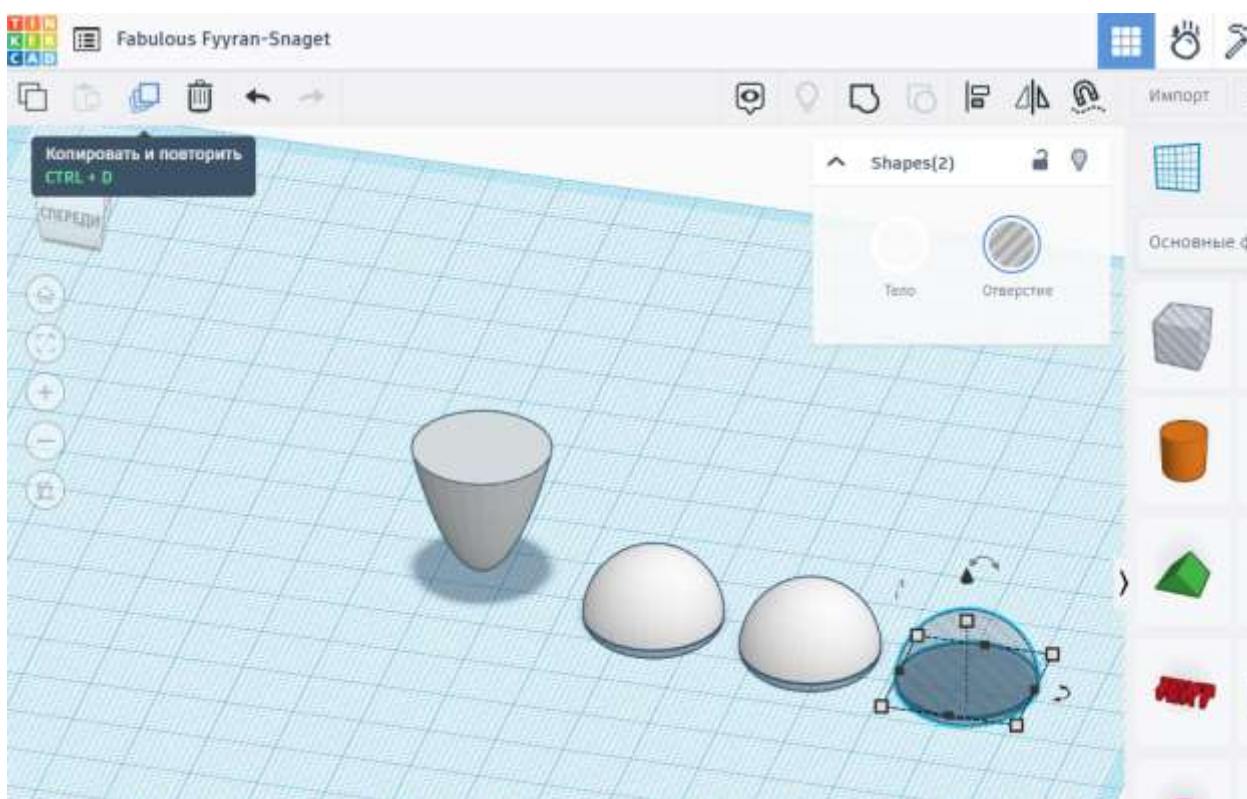 TIN
KER
CAD
Fabulous Fyyran-Snaget
Импорт
Копировать и повторить
CTRL + D
Shapes(2)
СПЕРЕДИ
Основные ф
Тело
Отверстие